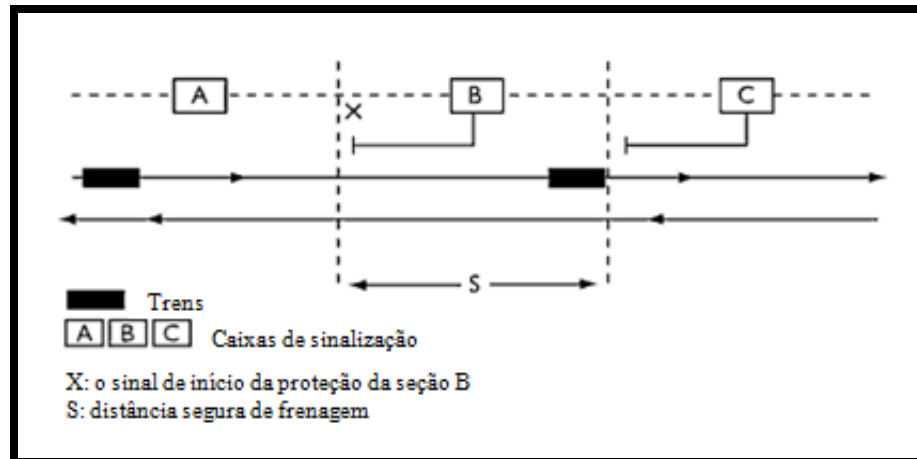 A B C
X
S
Trens
A B C Caixas de sinalização
X: o sinal de início da proteção da seção B
S: distância segura de frenagem